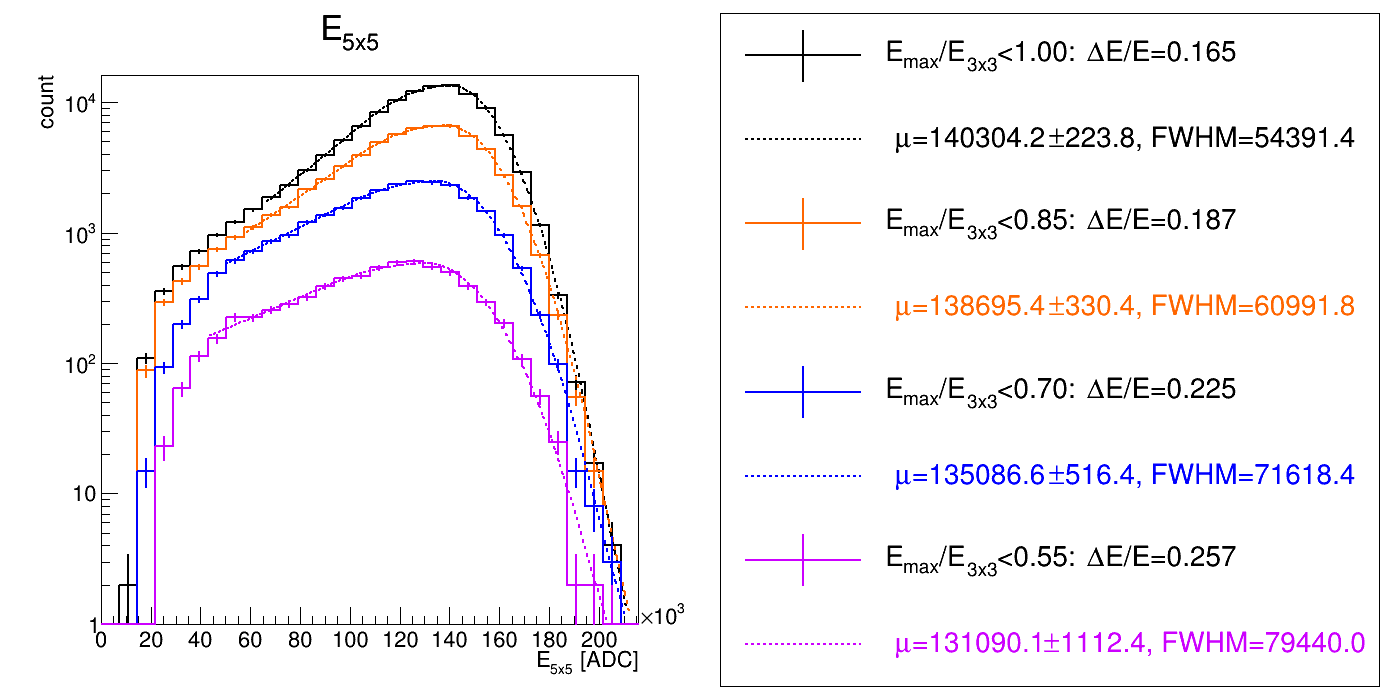 E5x5
count
10^4
10^3
10^2
10
1
0 20 40 60 80 100 120 140 160 180 200
×10^3
E5x5 [ADC]
Emax/E3x3<1.00: ΔE/E=0.165
μ=140304.2±223.8, FWHM=54391.4
Emax/E3x3<0.85: ΔE/E=0.187
μ=138695.4±330.4, FWHM=60991.8
Emax/E3x3<0.70: ΔE/E=0.225
μ=135086.6±516.4, FWHM=71618.4
Emax/E3x3<0.55: ΔE/E=0.257
μ=131090.1±1112.4, FWHM=79440.0